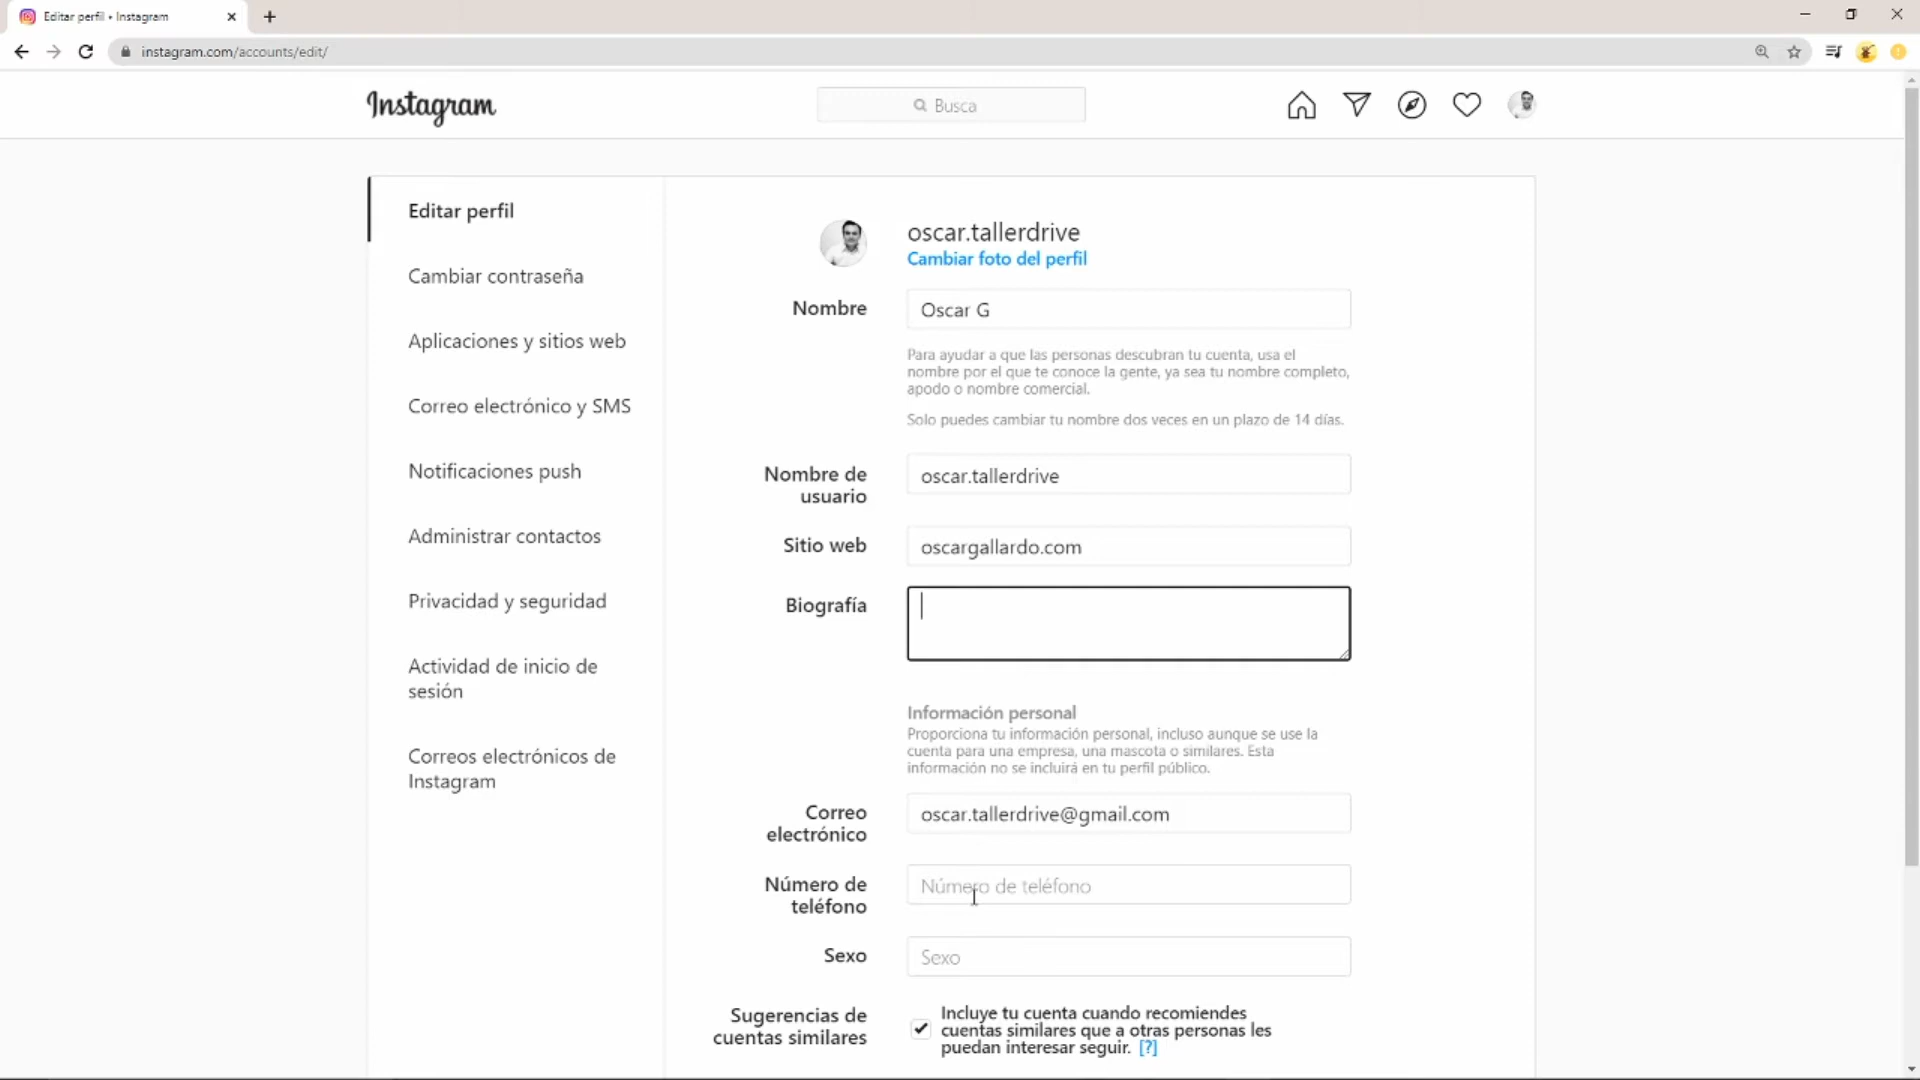 Editar perfil • Instagram
instagram.com/accounts/edit/
Instagram
Busca
Editar perfil
Cambiar contraseña
Aplicaciones y sitios web
Correo electrónico y SMS
Notificaciones push
Administrar contactos
Privacidad y seguridad
Actividad de inicio de
sesión
Correos electrónicos de
Instagram
oscar.tallerdrive
Cambiar foto del perfil
Nombre
Oscar G
Para ayudar a que las personas descubran tu cuenta, usa el
nombre por el que te conoce la gente, ya sea tu nombre completo,
apodo o nombre comercial.
Solo puedes cambiar tu nombre dos veces en un plazo de 14 días.
Nombre de
usuario
oscar.tallerdrive
Sitio web
oscargallardo.com
Biografía
Información personal
Proporciona tu información personal, incluso aunque se use la
cuenta para una empresa, una mascota o similares. Esta
información no se incluirá en tu perfil público.
Correo
electrónico
oscar.tallerdrive@gmail.com
Número de
teléfono
Número de teléfono
Sexo
Sexo
Sugerencias de
cuentas similares
Incluye tu cuenta cuando recomiendes
cuentas similares que a otras personas les
puedan interesar seguir. [?]